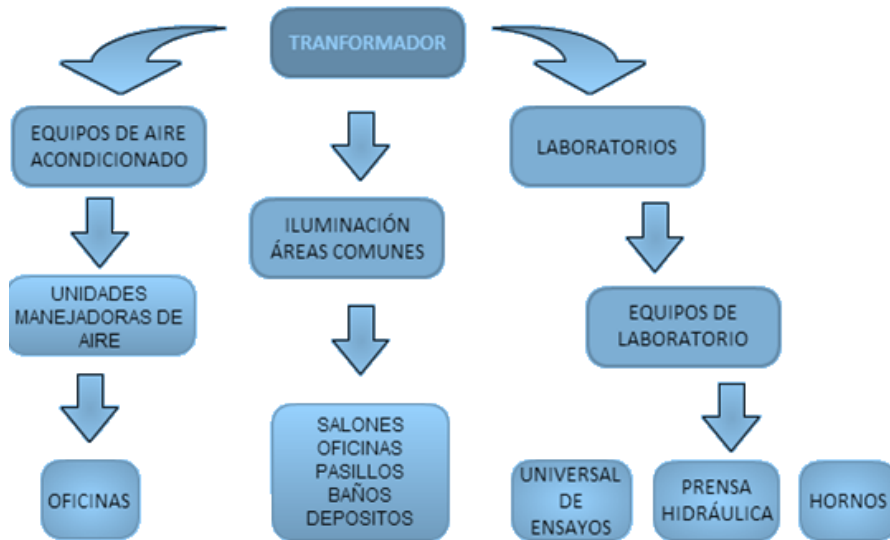 TRANFORMADOR
EQUIPOS DE AIRE
ACONDICIONADO
UNIDADES
MANEJADORAS DE
AIRE
OFICINAS
ILUMINACIÓN
ÁREAS COMUNES
SALONES
OFICINAS
PASILLOS
BAÑOS
DEPOSITOS
LABORATORIOS
EQUIPOS DE
LABORATORIO
UNIVERSAL
DE
ENSAYOS
PRENSA
HIDRÁULICA
HORNOS